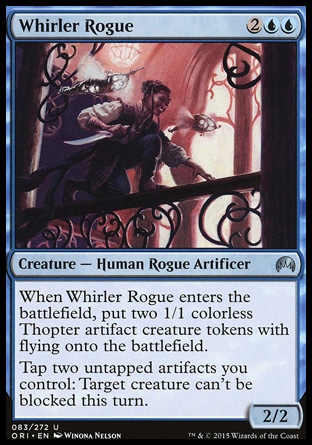 Whirler Rogue 2
Creature — Human Rogue Artificer
When Whirler Rogue enters the
battlefield, put two 1/1 colorless
Thopter artifact creature tokens with
flying onto the battlefield.
Tap two untapped artifacts you
control: Target creature can't be
blocked this turn.
2/2
083/272 U
ORI • EN Winona Nelson ™ & © 2015 Wizards of the Coast